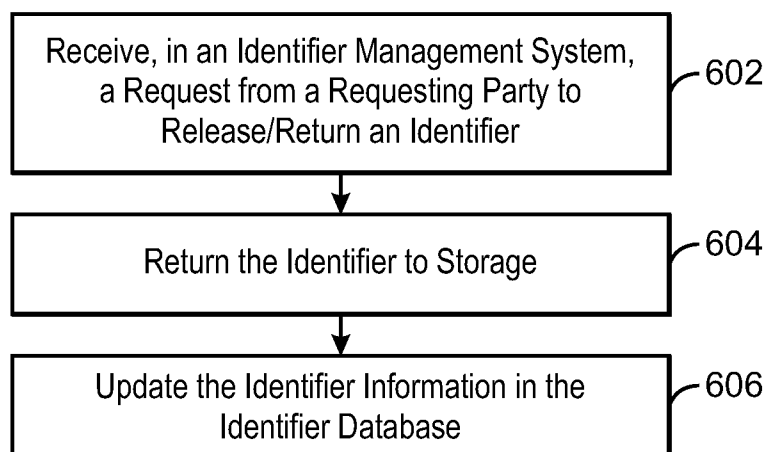 Receive, in an Identifier Management System,
a Request from a Requesting Party to
Release/Return an Identifier
602
Return the Identifier to Storage
604
Update the Identifier Information in the
Identifier Database
606